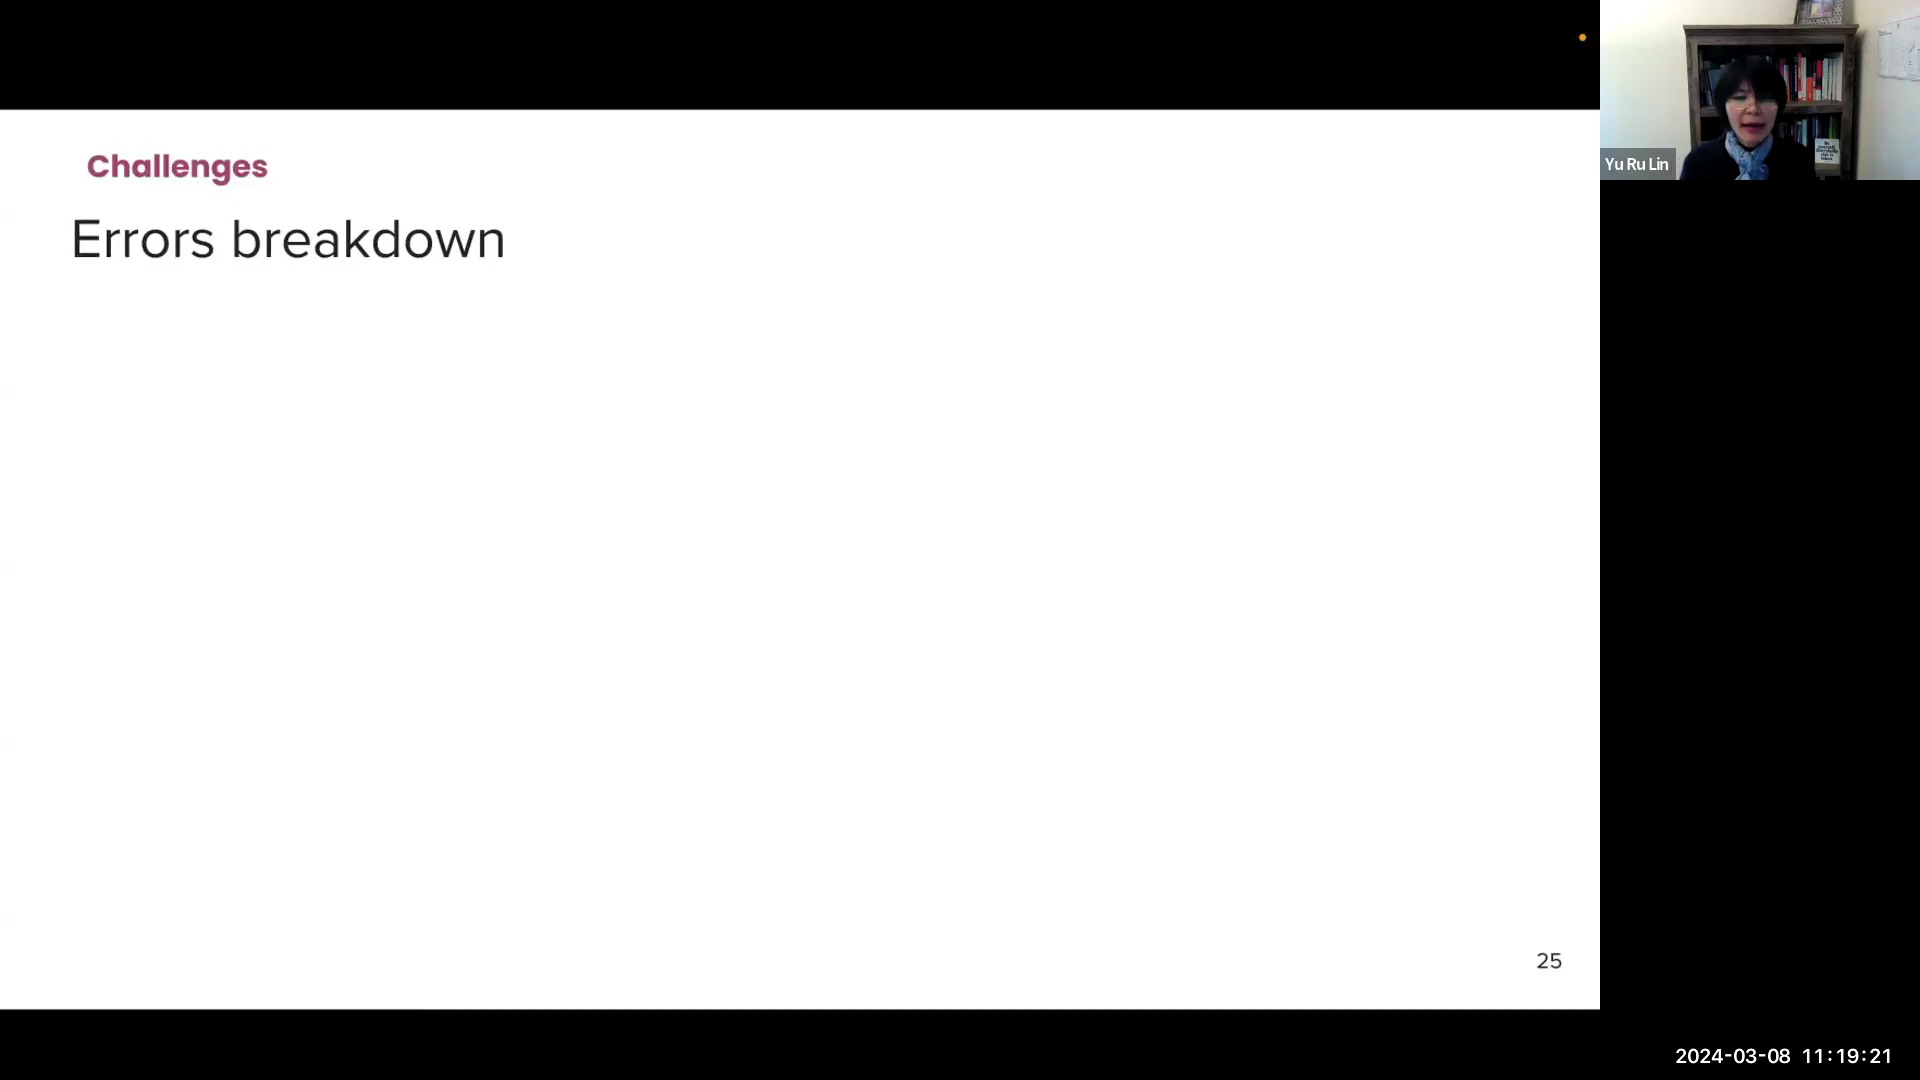 Challenges
Errors breakdown
25
Yu Ru Lin
2024-03-08 11:19:21